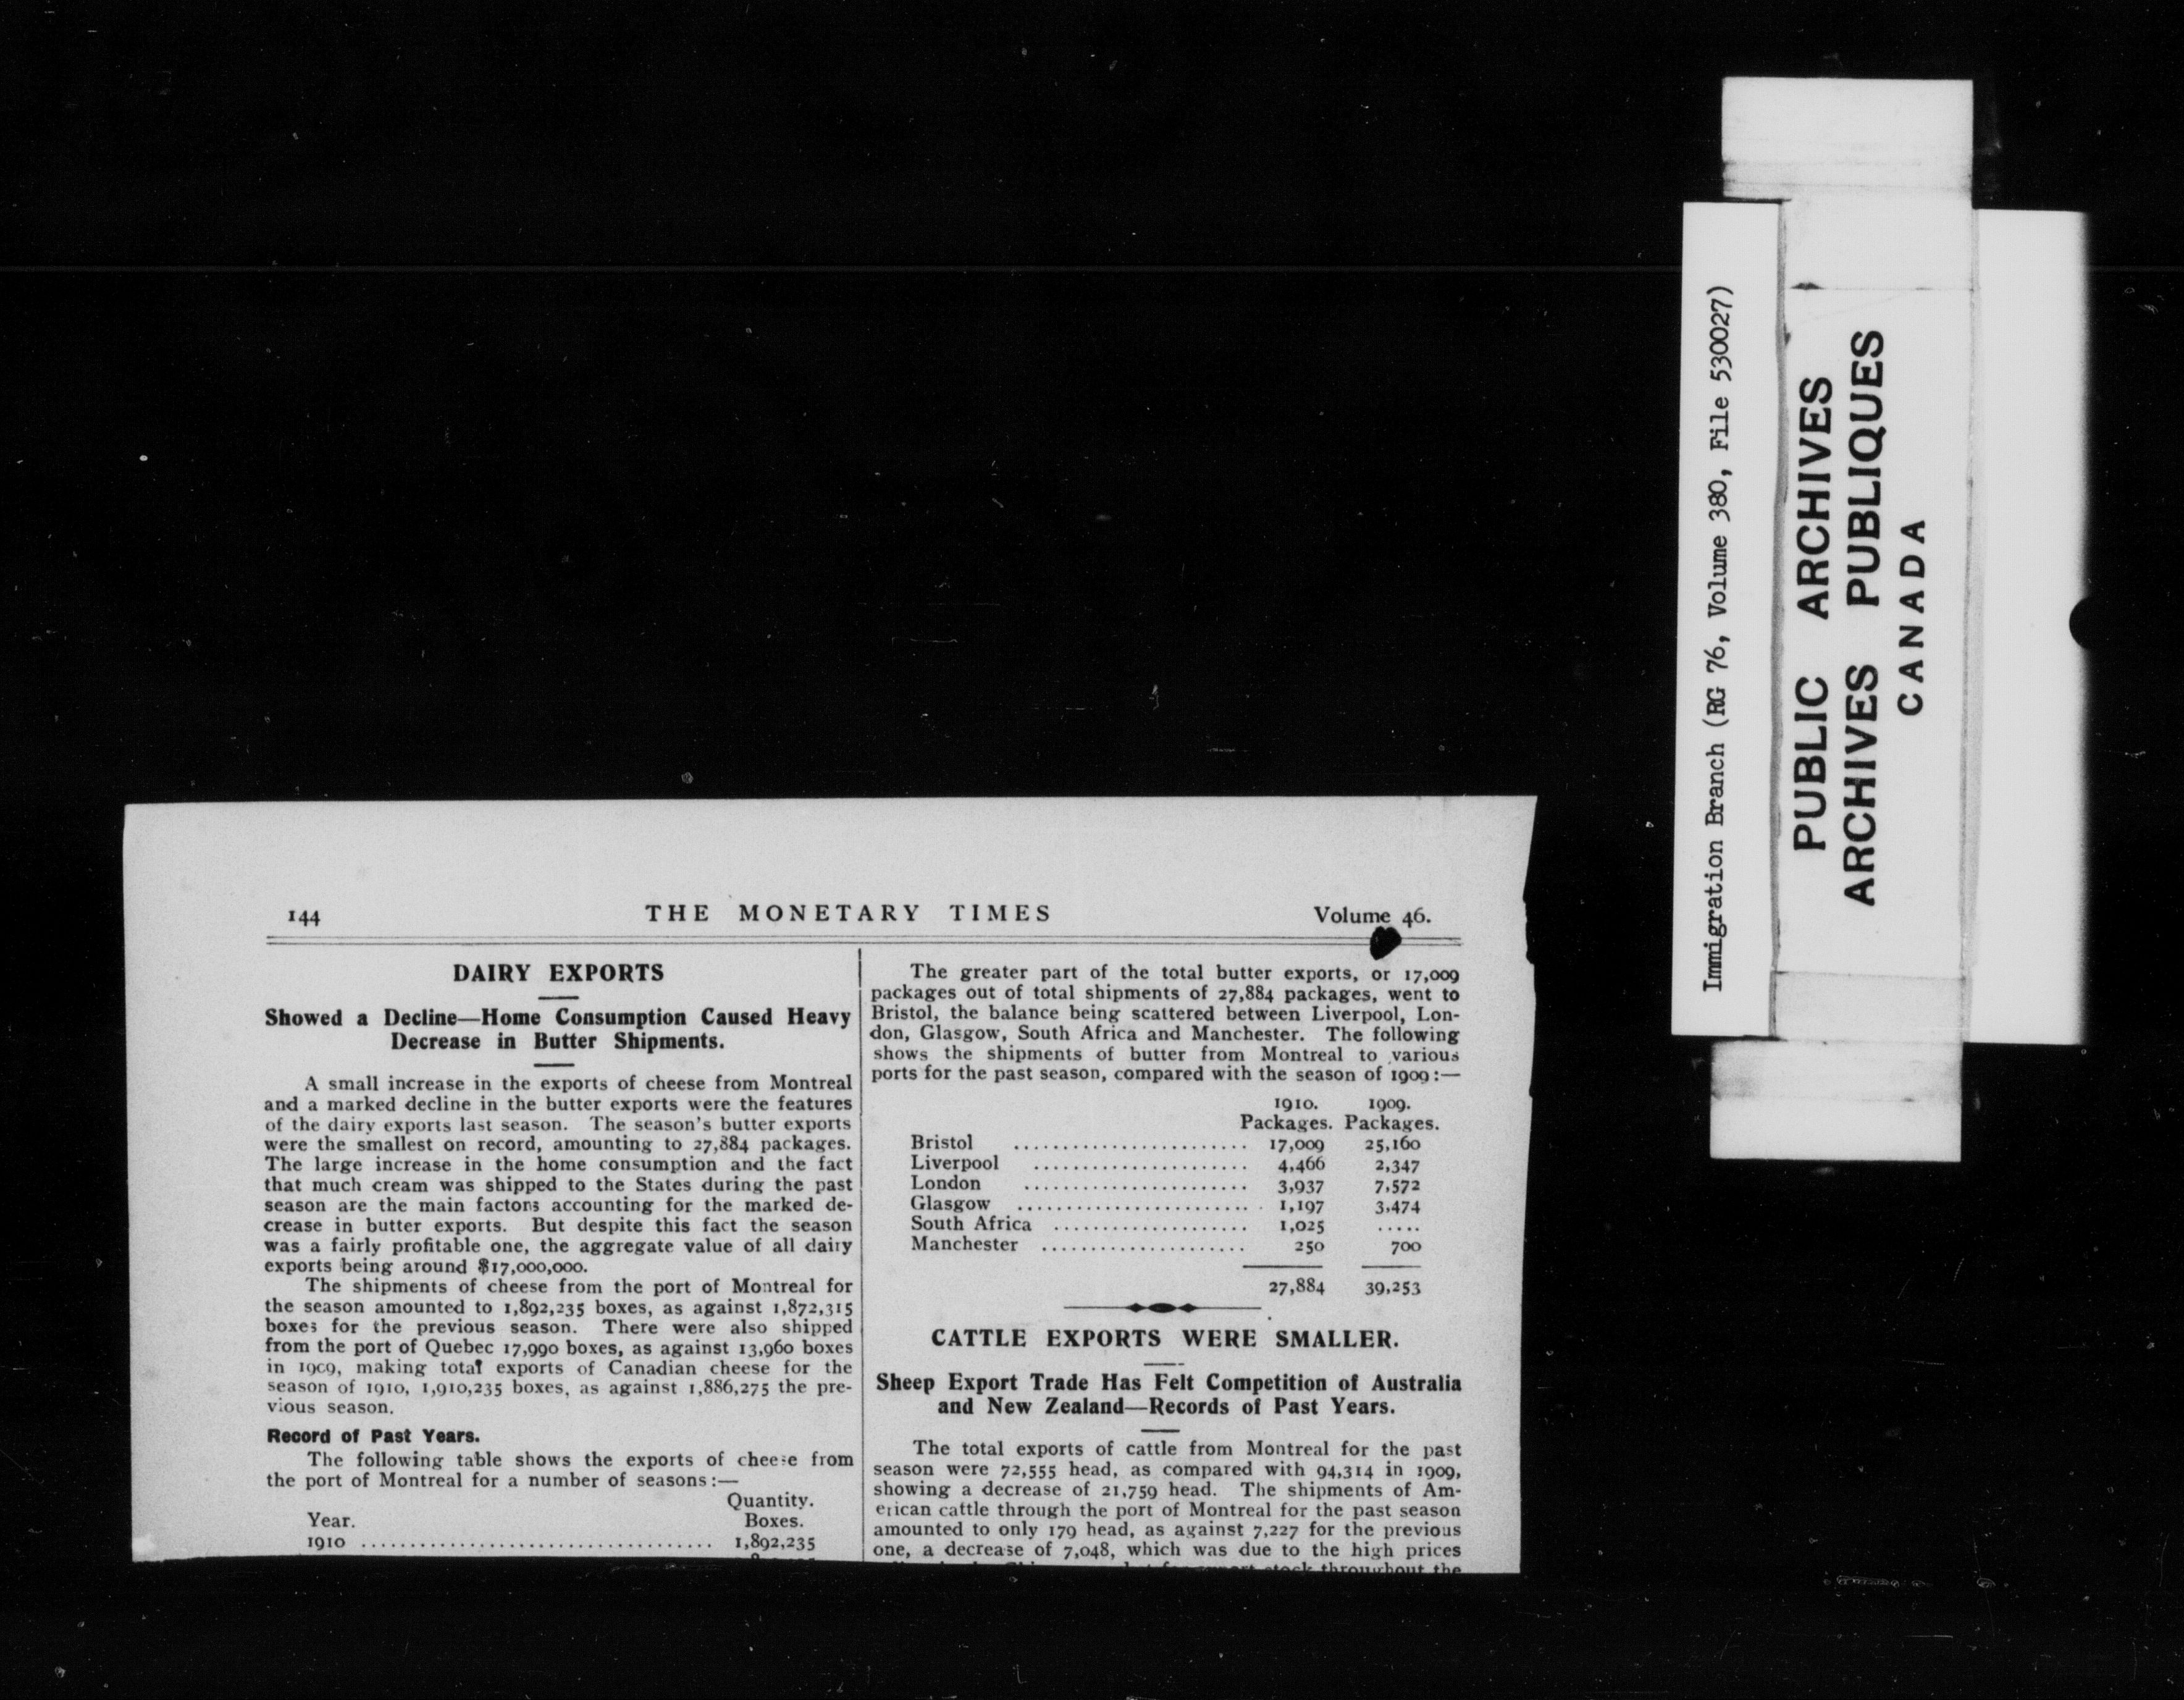 144 THE MONETARY TIMES Volume 46.
DAIRY EXPORTS
Showed a Decline—Home Consumption Caused Heavy
Decrease in Butter Shipments.
A small increase in the exports of cheese from Montreal
and a marked decline in the butter exports were the features
of the dairy exports last season. The season's butter exports
were the smallest on record, amounting to 27,884 packages.
The large increase in the home consumption and the fact
that much cream was shipped to the States during the past
season are the main factors accounting for the marked de-
crease in butter exports. But despite this fact the season
was a fairly profitable one, the aggregate value of all dairy
exports being around $17,000,000.
The shipments of cheese from the port of Montreal for
the season amounted to 1,892,235 boxes, as against 1,872,315
boxes for the previous season. There were also shipped
from the port of Quebec 17,990 boxes, as against 13,960 boxes
in 1909, making total exports of Canadian cheese for the
season of 1910, 1,910,235 boxes, as against 1,886,275 the pre-
vious season.
Record of Past Years.
The following table shows the exports of cheese from
the port of Montreal for a number of seasons:—
Quantity.
Year. Boxes.
1910 .................................... 1,892,235
The greater part of the total butter exports, or 17,009
packages out of total shipments of 27,884 packages, went to
Bristol, the balance being scattered between Liverpool, Lon-
don, Glasgow, South Africa and Manchester. The following
shows the shipments of butter from Montreal to various
ports for the past season, compared with the season of 1909:—
1910. 1909.
Packages. Packages.
Bristol ........................ 17,009 25,160
Liverpool ...................... 4,466 2,347
London ....................... 3,937 7,572
Glasgow ........................ 1,197 3,474
South Africa .................... 1,025 .....
Manchester ..................... 250 700
27,884 39,253
CATTLE EXPORTS WERE SMALLER.
Sheep Export Trade Has Felt Competition of Australia
and New Zealand—Records of Past Years.
The total exports of cattle from Montreal for the past
season were 72,555 head, as compared with 94,314 in 1909,
showing a decrease of 21,759 head. The shipments of Am-
erican cattle through the port of Montreal for the past season
amounted to only 179 head, as against 7,227 for the previous
one, a decrease of 7,048, which was due to the high prices
stock throughout the
Immigration Branch (RG 76, Volume 380, File 530027)
PUBLIC ARCHIVES
ARCHIVES PUBLIQUES
CANADA